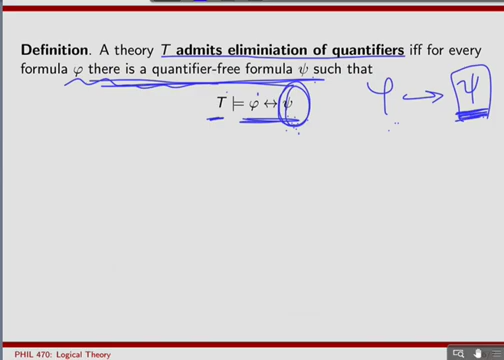 Definition. A theory T admits eliminiation of quantifiers iff for every
formula φ there is a quantifier-free formula ψ such that
T ⊨ φ ↔ ψ
φ ↔ ψ
PHIL 470: Logical Theory